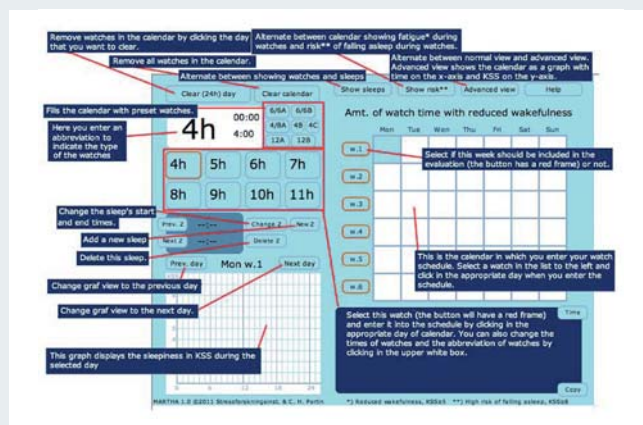 Remove watches in the calendar by clicking the day
that you want to clear.
Alternate between calendar showing fatigue* during
watches and risk** of falling asleep during watches.
Remove all watches in the calendar.
Alternate between normal view and advanced view.
Advanced view shows the calendar as a graph with
time on the x-axis and KSS on the y-axis.
Alternate between showing watches and sleeps
Clear (24h) day
Clear calendar
Show sleeps
Show risk**
Advanced view
Help
Fills the calendar with preset watches.
Here you enter an
abbreviation to
indicate the type
of the watches
4h
00:00
4:00
6/6A 6/6B
4/8A 4B 4C
12A 12B
Amt. of watch time with reduced wakefulness
Mon Tue Wen Thu Fri Sat Sun
4h 5h 6h 7h
8h 9h 10h 11h
w.1
w.2
w.3
w.4
w.5
w.6
Select if this week should be included in the
evaluation (the button has a red frame) or not.
Change the sleep's start
and end times.
Add a new sleep
Delete this sleep.
Prev. Z --:-- Change Z New Z
Next Z --:-- Delete Z
This is the calendar in which you enter your watch
schedule. Select a watch in the list to the left and
click in the appropriate day when you enter the
schedule.
Prev. day Mon w.1 Next day
Change graf view to the previous day
Change graf view to the next day.
This graph displays the sleepiness in KSS during the
selected day
0 6 12 18 24
Select this watch (the button will have a red frame)
and enter it into the schedule by clicking in the
appropriate day of calendar. You can also change the
times of watches and the abbreviation of watches by
clicking in the upper white box.
Time
Copy
MARTHA 1.0 ©2011 Stressforskningsinst. & C. H. Partin
*) Reduced wakefulness, KSS≥5 **) High risk of falling asleep, KSS≥8